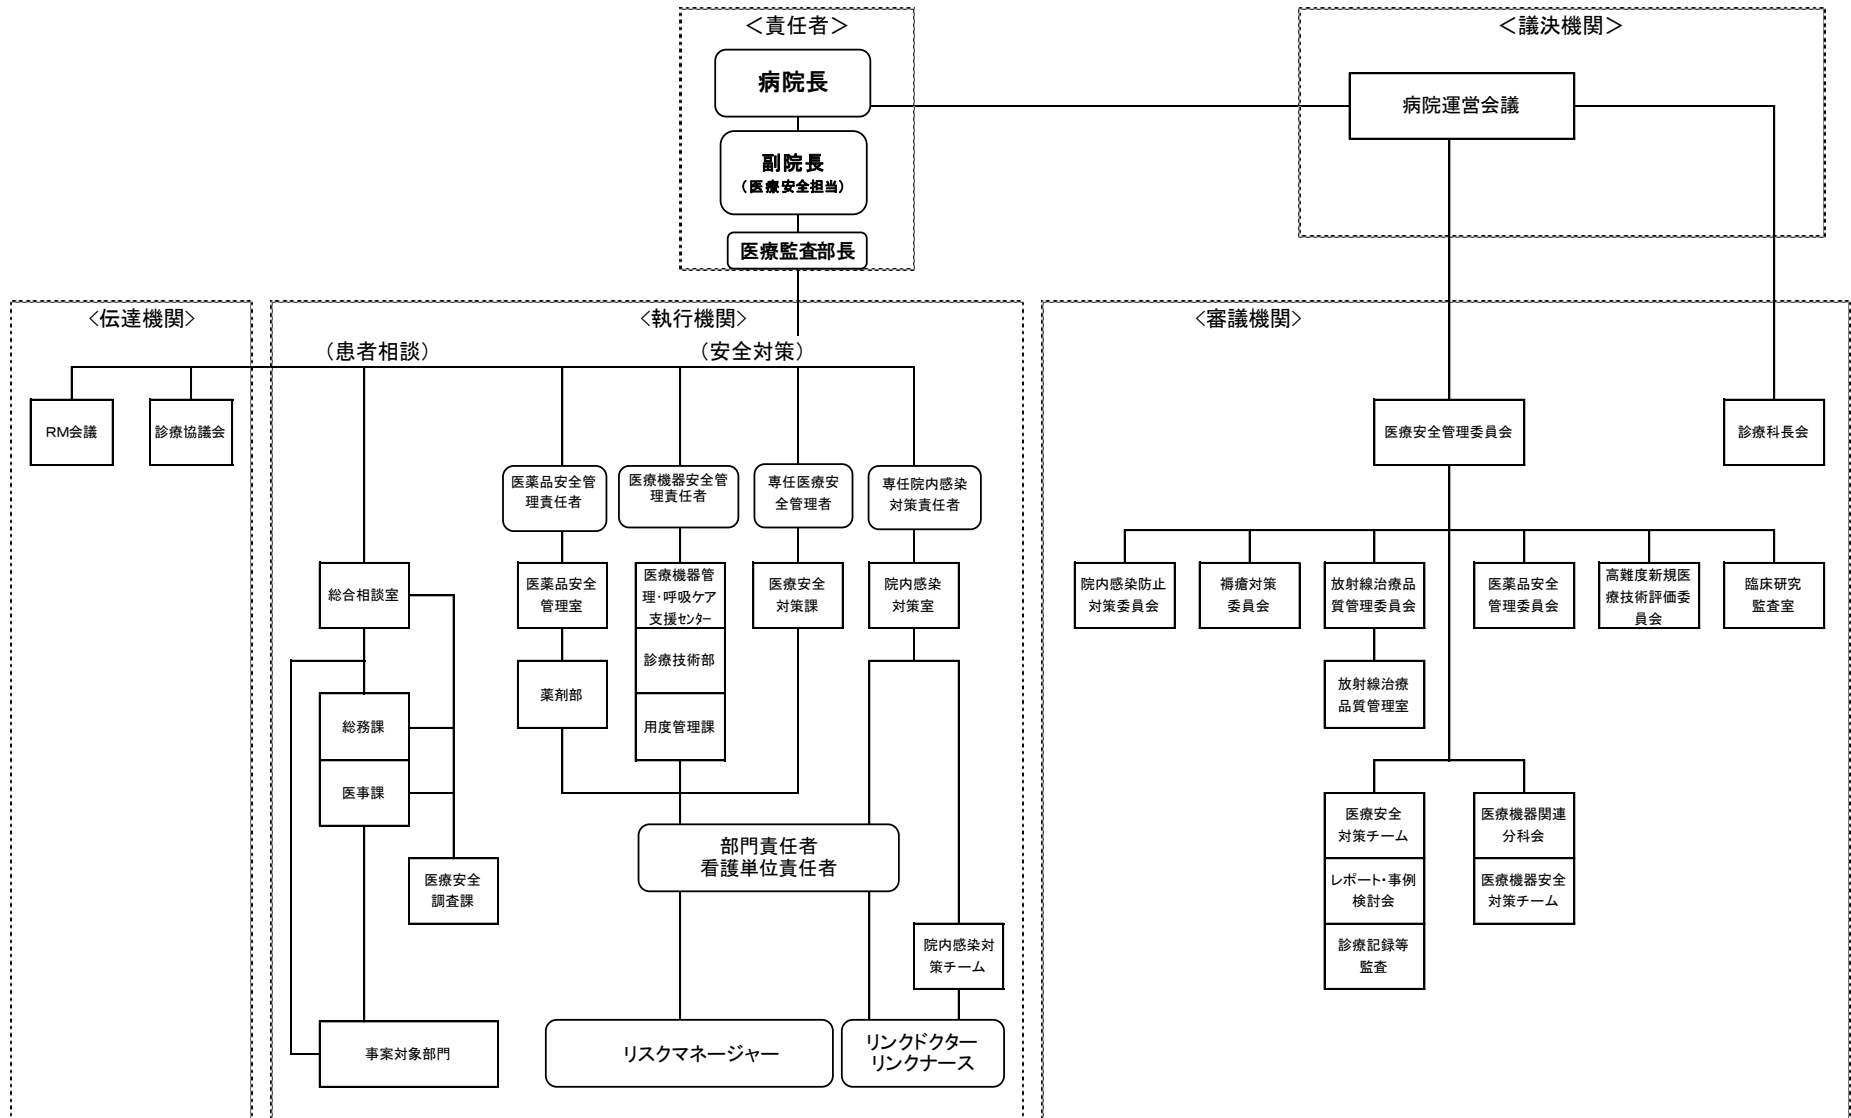 ＜責任者＞
病院長
副院長
（医療安全担当）
医療監査部長
＜議決機関＞
病院運営会議
<伝達機関>
RM会議
診療協議会
<執行機関>
（患者相談）
（安全対策）
医薬品安全管
理責任者
医療機器安全管
理責任者
専任医療安
全管理者
専任院内感染
対策責任者
総合相談室
医薬品安全
管理室
医療機器管
理・呼吸ケア
支援センター
医療安全
対策課
院内感染
対策室
診療技術部
薬剤部
総務課
用度管理課
医事課
部門責任者
看護単位責任者
医療安全
調査課
院内感染対
策チーム
事案対象部門
リスクマネージャー
リンクドクター
リンクナース
<審議機関>
医療安全管理委員会
診療科長会
院内感染防止
対策委員会
褥瘡対策
委員会
放射線治療品
質管理委員会
医薬品安全
管理委員会
高難度新規医
療技術評価委
員会
臨床研究
監査室
放射線治療
品質管理室
医療安全
対策チーム
医療機器関連
分科会
レポート・事例
検討会
医療機器安全
対策チーム
診療記録等
監査